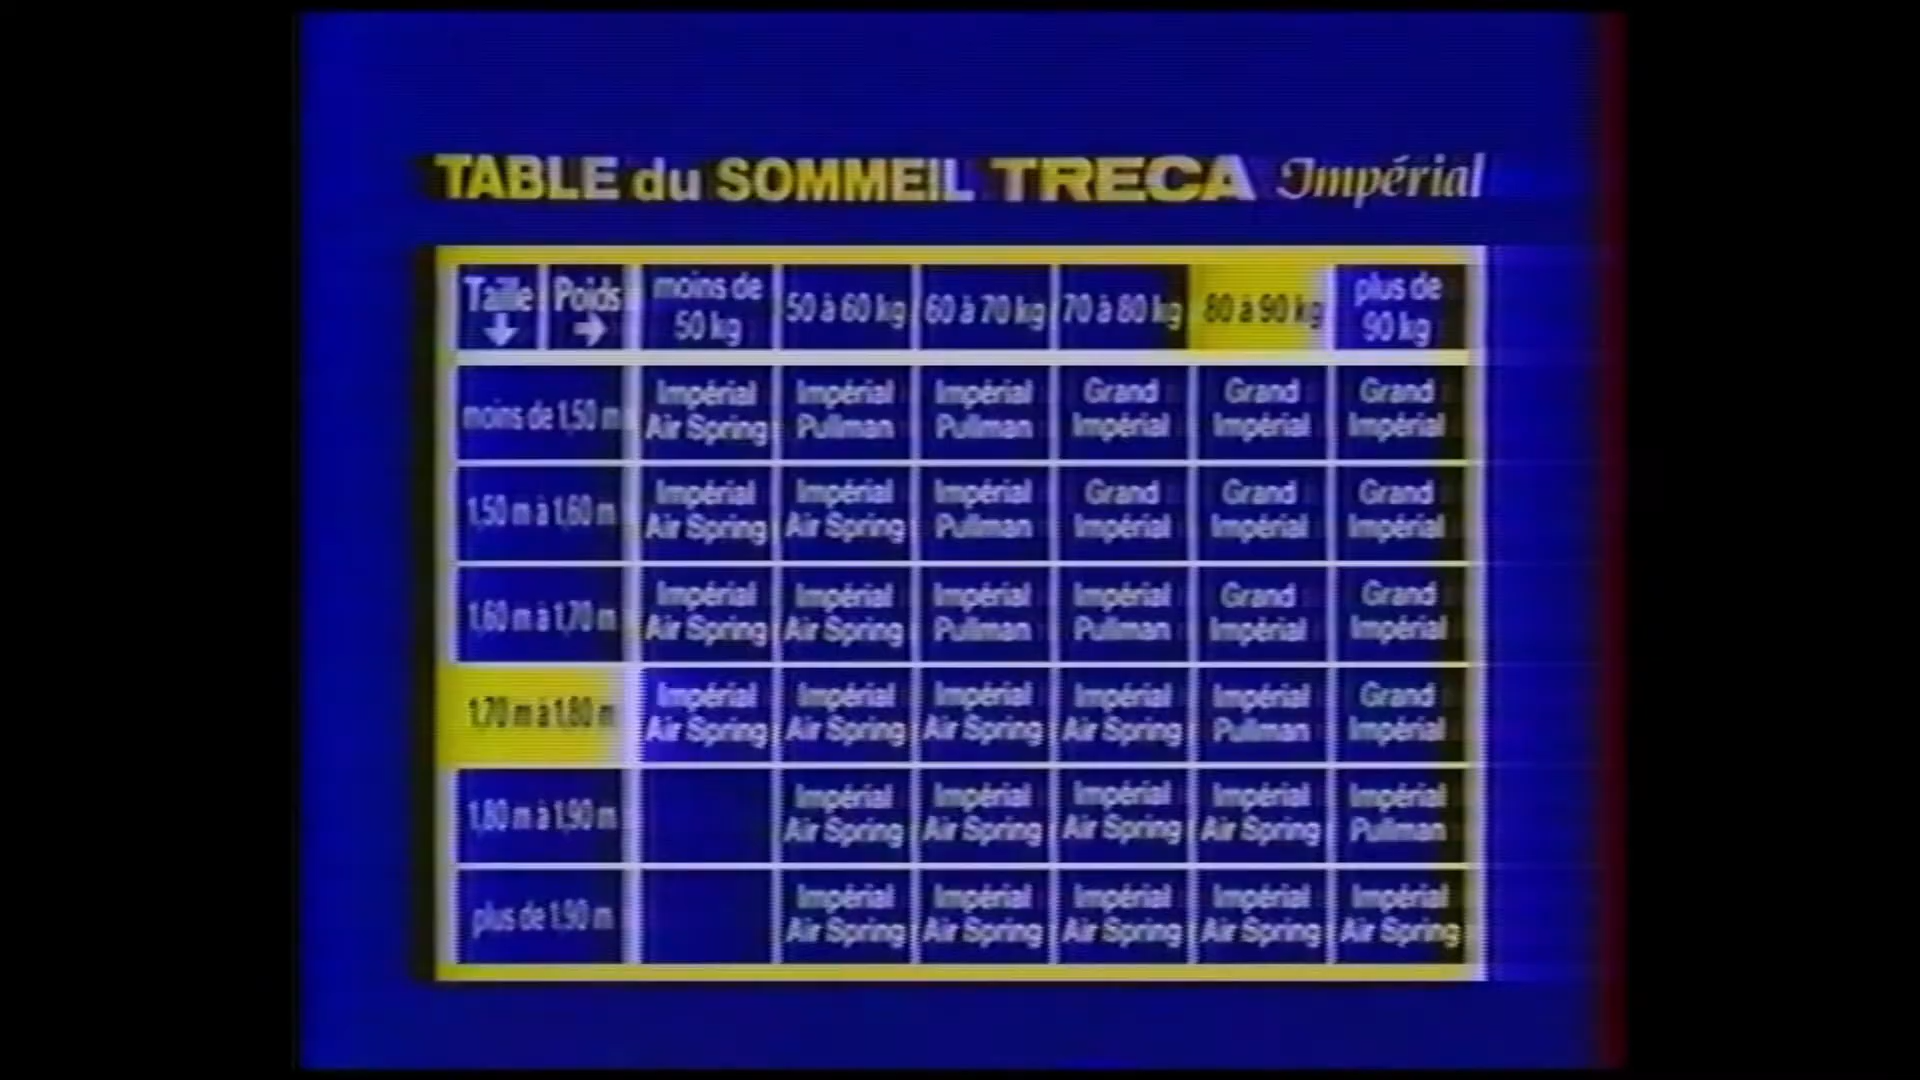 TABLE du SOMMEIL TRECA Impérial
Taille Poids moins de 50 kg 50 à 60 kg 60 à 70 kg 70 à 80 kg 80 à 90 kg plus de 90 kg
moins de 1,50 m Impérial Air Spring Impérial Pullman Impérial Pullman Grand Impérial Grand Impérial Grand Impérial
1,50 m à 1,60 m Impérial Air Spring Impérial Air Spring Impérial Pullman Grand Impérial Grand Impérial Grand Impérial
1,60 m à 1,70 m Impérial Air Spring Impérial Air Spring Impérial Pullman Impérial Pullman Grand Impérial Grand Impérial
1,70 m à 1,80 m Impérial Air Spring Impérial Air Spring Impérial Air Spring Impérial Air Spring Impérial Pullman Grand Impérial
1,80 m à 1,90 m Impérial Air Spring Impérial Air Spring Impérial Air Spring Impérial Air Spring Impérial Pullman
plus de 1,90 m Impérial Air Spring Impérial Air Spring Impérial Air Spring Impérial Air Spring Impérial Air Spring